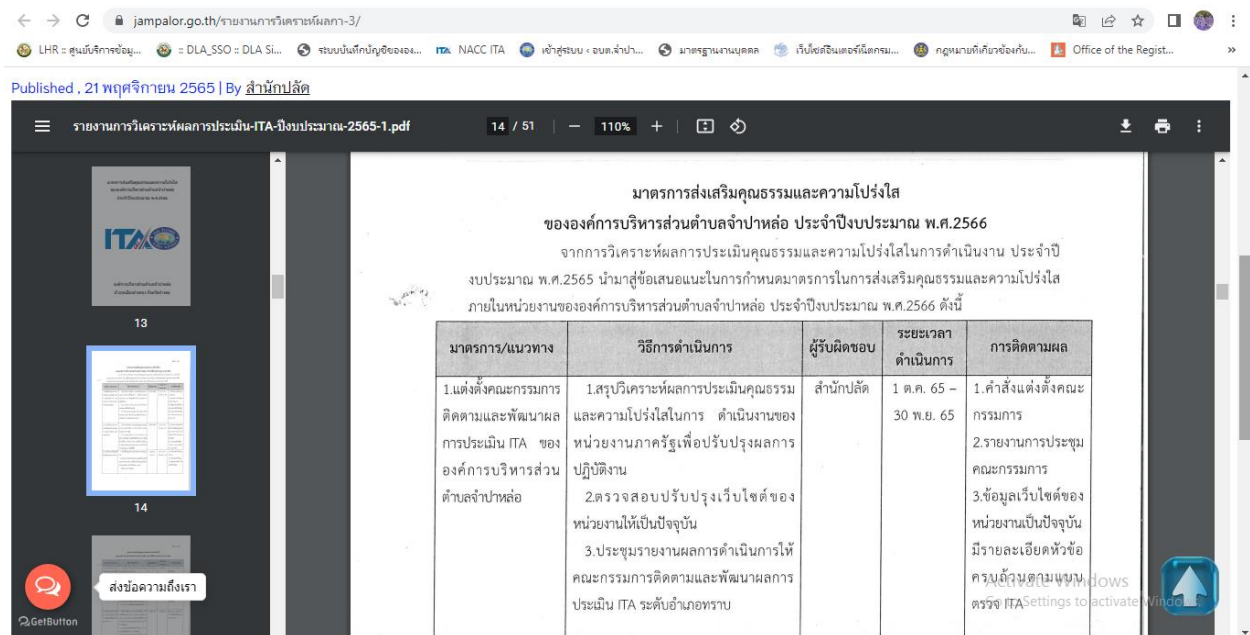 jampalor.go.th/รายงานการวิเคราะห์ผลกา-3/
LHR :: ศูนย์บริการข้อมู... :: DLA_SSO :: DLA Si... ระบบบันทึกบัญชีขององ... ITA NACC ITA เข้าสู่ระบบ ‹ อบต.จำปา... มาตรฐานงานบุคคล เว็บไซต์อินเตอร์เน็ตกรม... กฎหมายที่เกี่ยวข้องกับ... Office of the Regist... »
Published , 21 พฤศจิกายน 2565 | By สำนักปลัด
รายงานการวิเคราะห์ผลการประเมิน-ITA-ปีงบประมาณ-2565-1.pdf 14 / 51 110%
ITA
13
14
มาตรการส่งเสริมคุณธรรมและความโปร่งใส
ขององค์การบริหารส่วนตำบลจำปาหล่อ ประจำปีงบประมาณ พ.ศ.2566
จากการวิเคราะห์ผลการประเมินคุณธรรมและความโปร่งใสในการดำเนินงาน ประจำปี
งบประมาณ พ.ศ.2565 นำมาสู่ข้อเสนอแนะในการกำหนดมาตรการในการส่งเสริมคุณธรรมและความโปร่งใส
ภายในหน่วยงานขององค์การบริหารส่วนตำบลจำปาหล่อ ประจำปีงบประมาณ พ.ศ.2566 ดังนี้
มาตรการ/แนวทาง
วิธีการดำเนินการ
ผู้รับผิดชอบ
ระยะเวลา
ดำเนินการ
การติดตามผล
1.แต่งตั้งคณะกรรมการ
ติดตามและพัฒนาผล
การประเมิน ITA ของ
องค์การบริหารส่วน
ตำบลจำปาหล่อ
1.สรุปวิเคราะห์ผลการประเมินคุณธรรม
และความโปร่งใสในการ ดำเนินงานของ
หน่วยงานภาครัฐเพื่อปรับปรุงผลการ
ปฏิบัติงาน
2.ตรวจสอบปรับปรุงเว็บไซต์ของ
หน่วยงานให้เป็นปัจจุบัน
3.ประชุมรายงานผลการดำเนินการให้
คณะกรรมการติดตามและพัฒนาผลการ
ประเมิน ITA ระดับอำเภอทราบ
สำนักปลัด
1 ต.ค. 65 –
30 พ.ย. 65
1.คำสั่งแต่งตั้งคณะ
กรรมการ
2.รายงานการประชุม
คณะกรรมการ
3.ข้อมูลเว็บไซต์ของ
หน่วยงานเป็นปัจจุบัน
มีรายละเอียดหัวข้อ
ครบถ้วนตามแบบ
ตรวจ ITA
Activate Windows
Go to Settings to activate Windows.
ส่งข้อความถึงเรา
GetButton